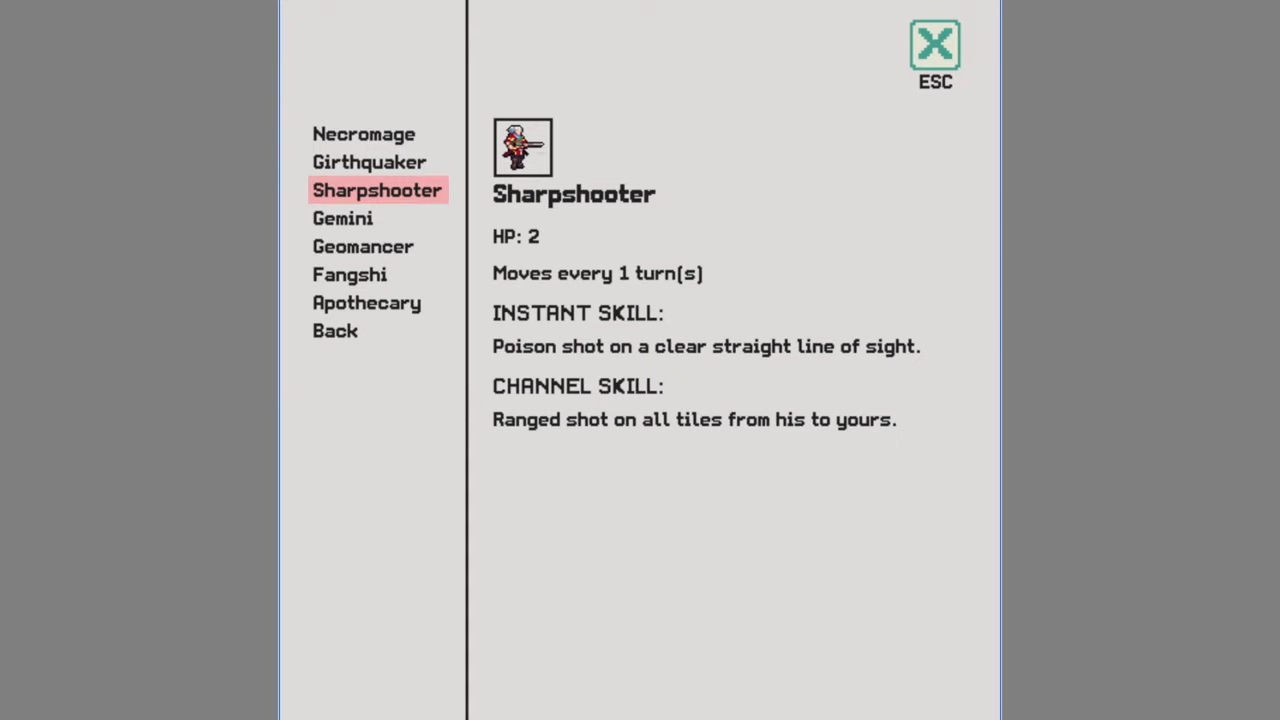 ESC
Necromage
Girthquaker
Sharpshooter
Gemini
Geomancer
Fangshi
Apothecary
Back
Sharpshooter
HP: 2
Moves every 1 turn(s)
INSTANT SKILL:
Poison shot on a clear straight line of sight.
CHANNEL SKILL:
Ranged shot on all tiles from his to yours.